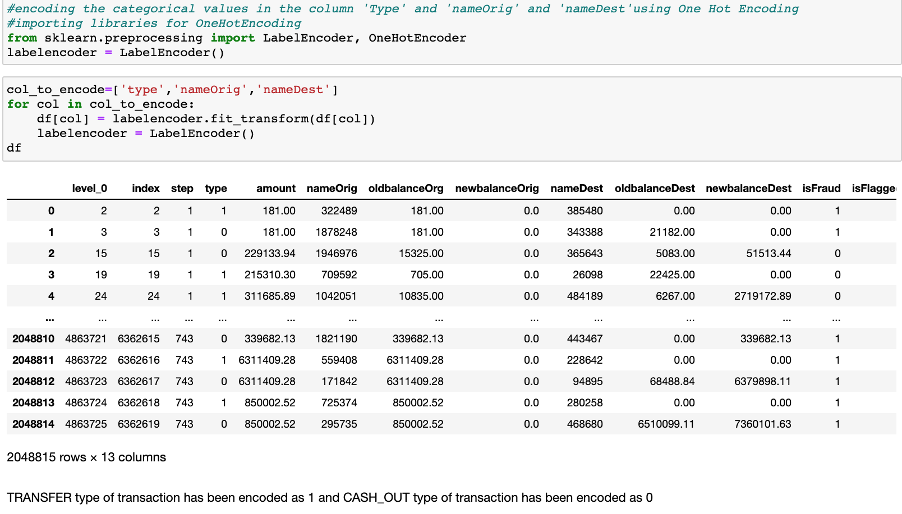 #encoding the categorical values in the column 'Type' and 'nameOrig' and 'nameDest'using One Hot Encoding
#importing libraries for OneHotEncoding
from sklearn.preprocessing import LabelEncoder, OneHotEncoder
labelencoder = LabelEncoder()
col_to_encode=['type','nameOrig','nameDest']
for col in col_to_encode:
    df[col] = labelencoder.fit_transform(df[col])
    labelencoder = LabelEncoder()
df
level_0 index step type amount nameOrig oldbalanceOrg newbalanceOrig nameDest oldbalanceDest newbalanceDest isFraud isFlagge
0 2 2 1 1 181.00 322489 181.00 0.0 385480 0.00 0.00 1
1 3 3 1 0 181.00 1878248 181.00 0.0 343388 21182.00 0.00 1
2 15 15 1 0 229133.94 1946976 15325.00 0.0 365643 5083.00 51513.44 0
3 19 19 1 1 215310.30 709592 705.00 0.0 26098 22425.00 0.00 0
4 24 24 1 1 311685.89 1042051 10835.00 0.0 484189 6267.00 2719172.89 0
... ... ... ... ... ... ... ... ... ... ... ... ...
2048810 4863721 6362615 743 0 339682.13 1821190 339682.13 0.0 443467 0.00 339682.13 1
2048811 4863722 6362616 743 1 6311409.28 559408 6311409.28 0.0 228642 0.00 0.00 1
2048812 4863723 6362617 743 0 6311409.28 171842 6311409.28 0.0 94895 68488.84 6379898.11 1
2048813 4863724 6362618 743 1 850002.52 725374 850002.52 0.0 280258 0.00 0.00 1
2048814 4863725 6362619 743 0 850002.52 295735 850002.52 0.0 468680 6510099.11 7360101.63 1
2048815 rows × 13 columns
TRANSFER type of transaction has been encoded as 1 and CASH_OUT type of transaction has been encoded as 0